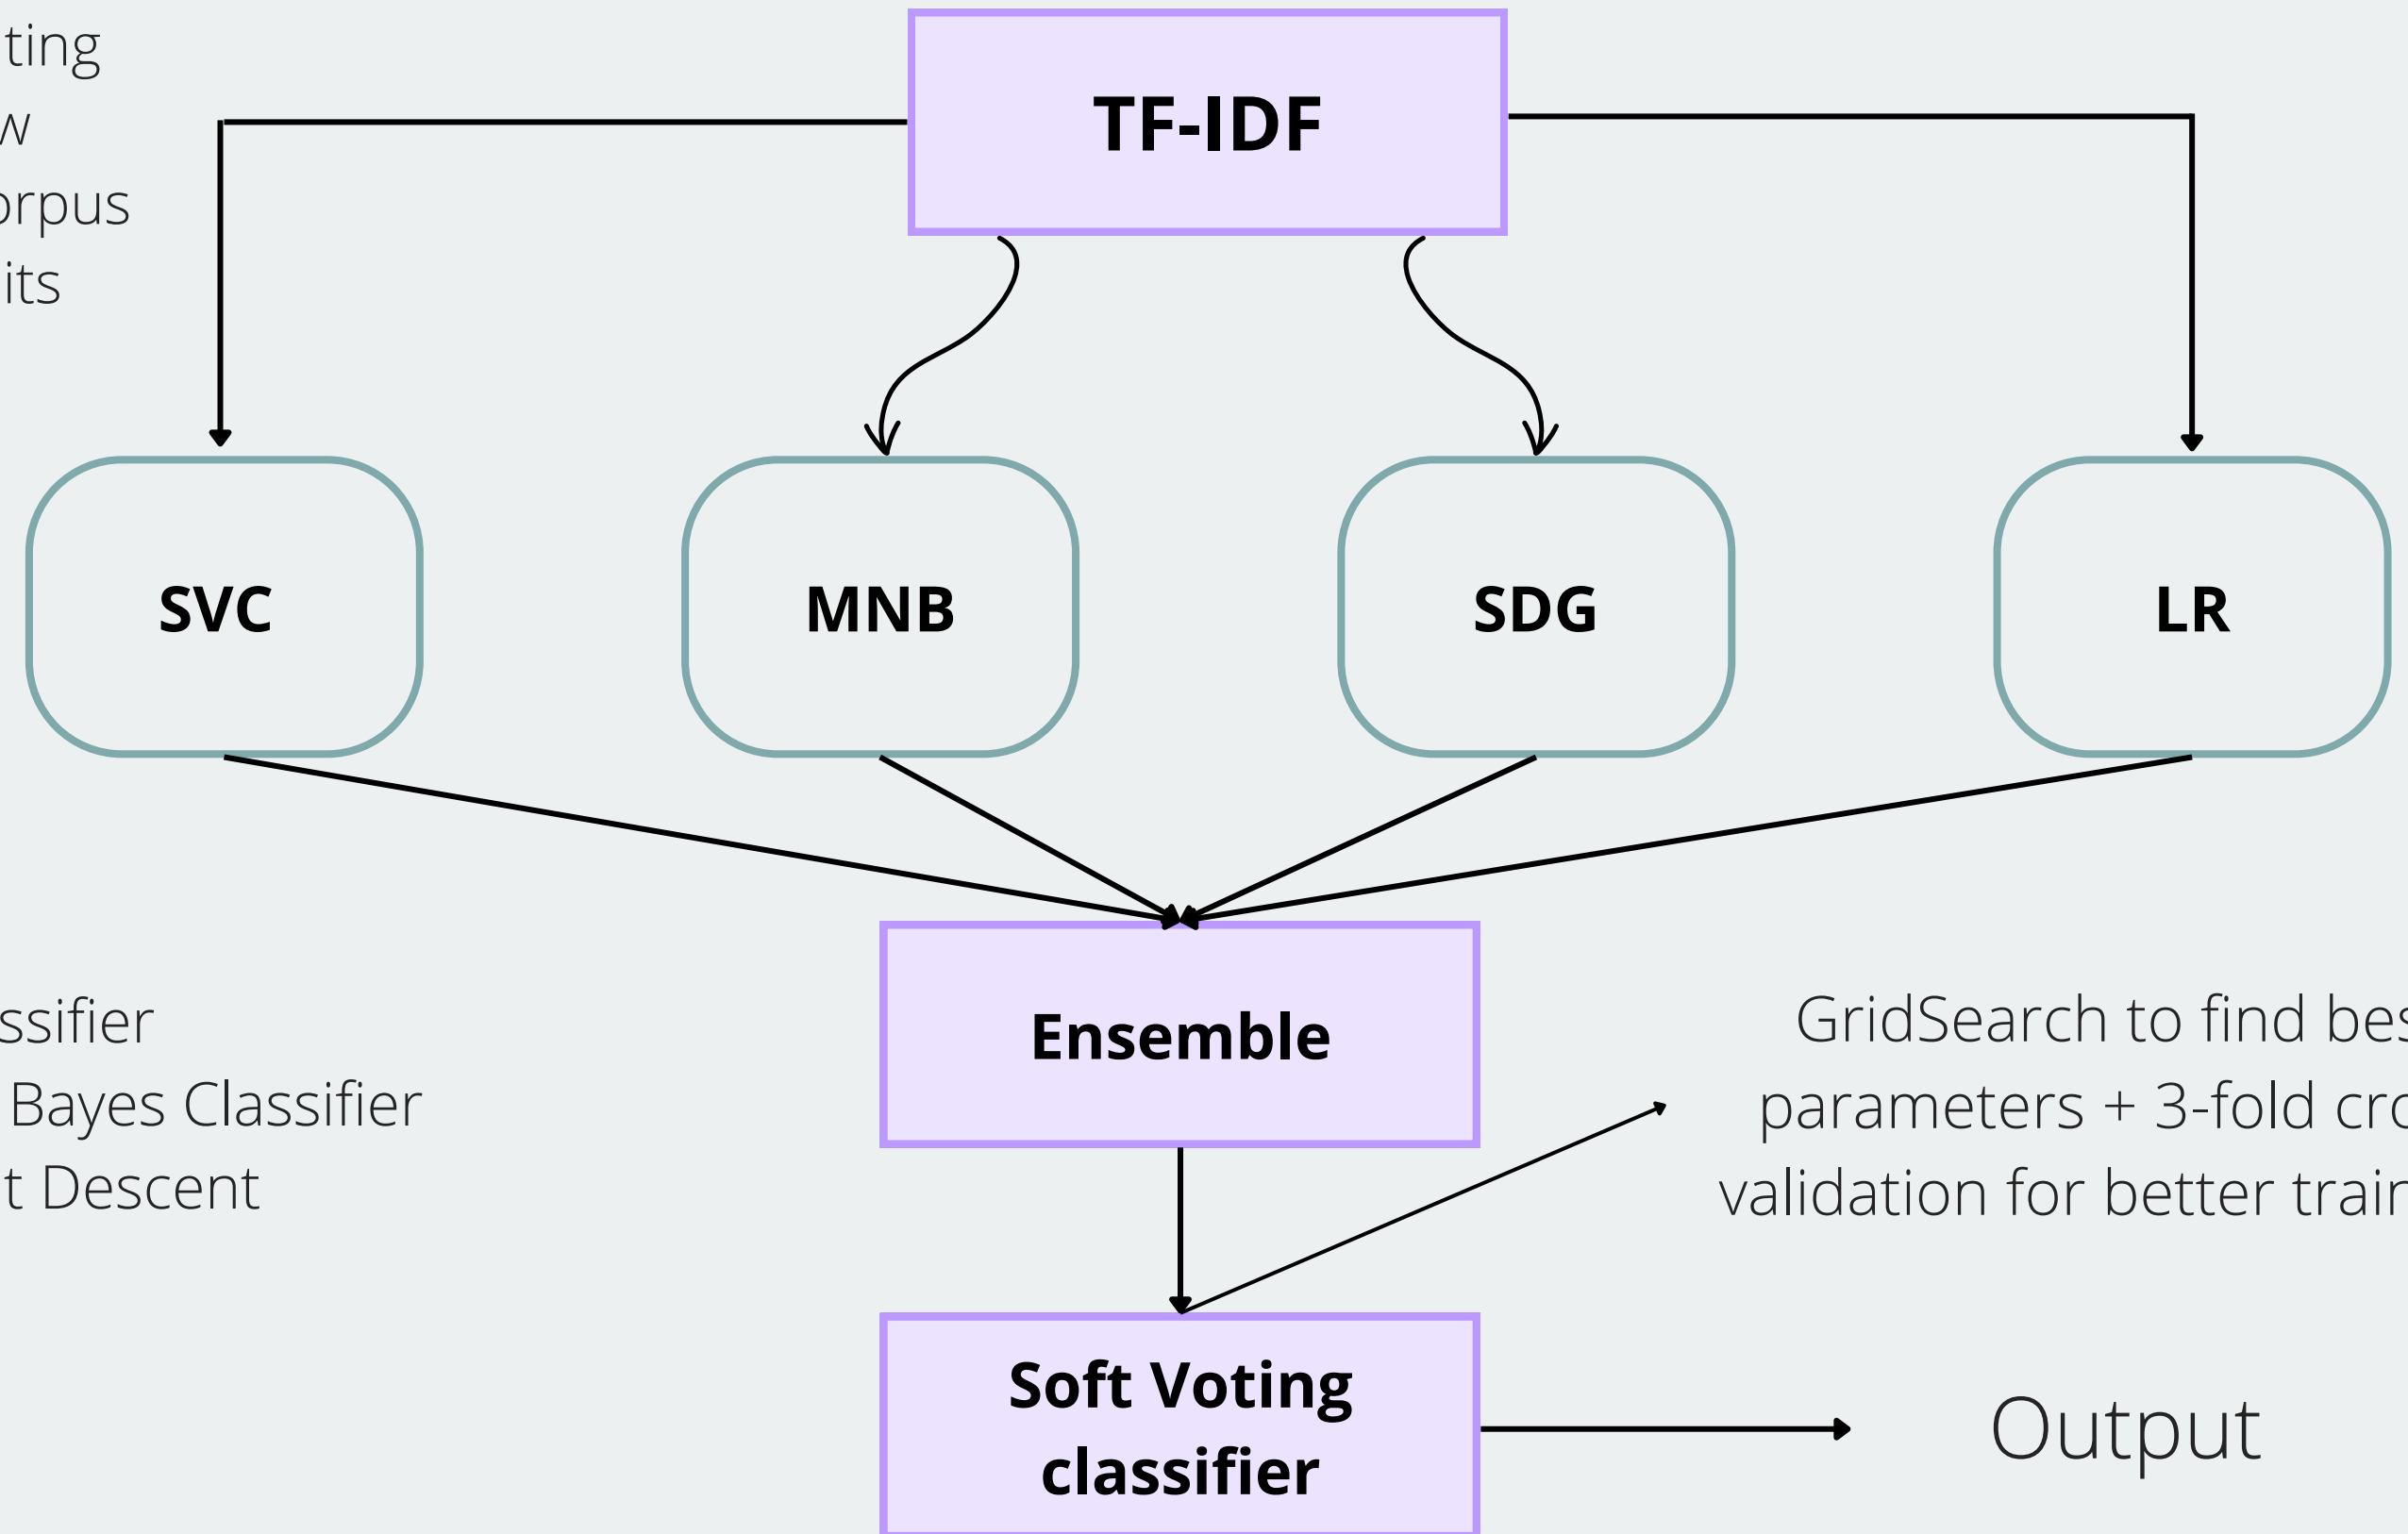 ting
TF-IDF
w
orpus
its
SVC
MNB
SDG
LR
Ensemble
ssifier
Bayes Classifier
t Descent
GridSearch to find bes
parameters + 3-fold cro
validation for better train
Soft Voting
classifier
Output